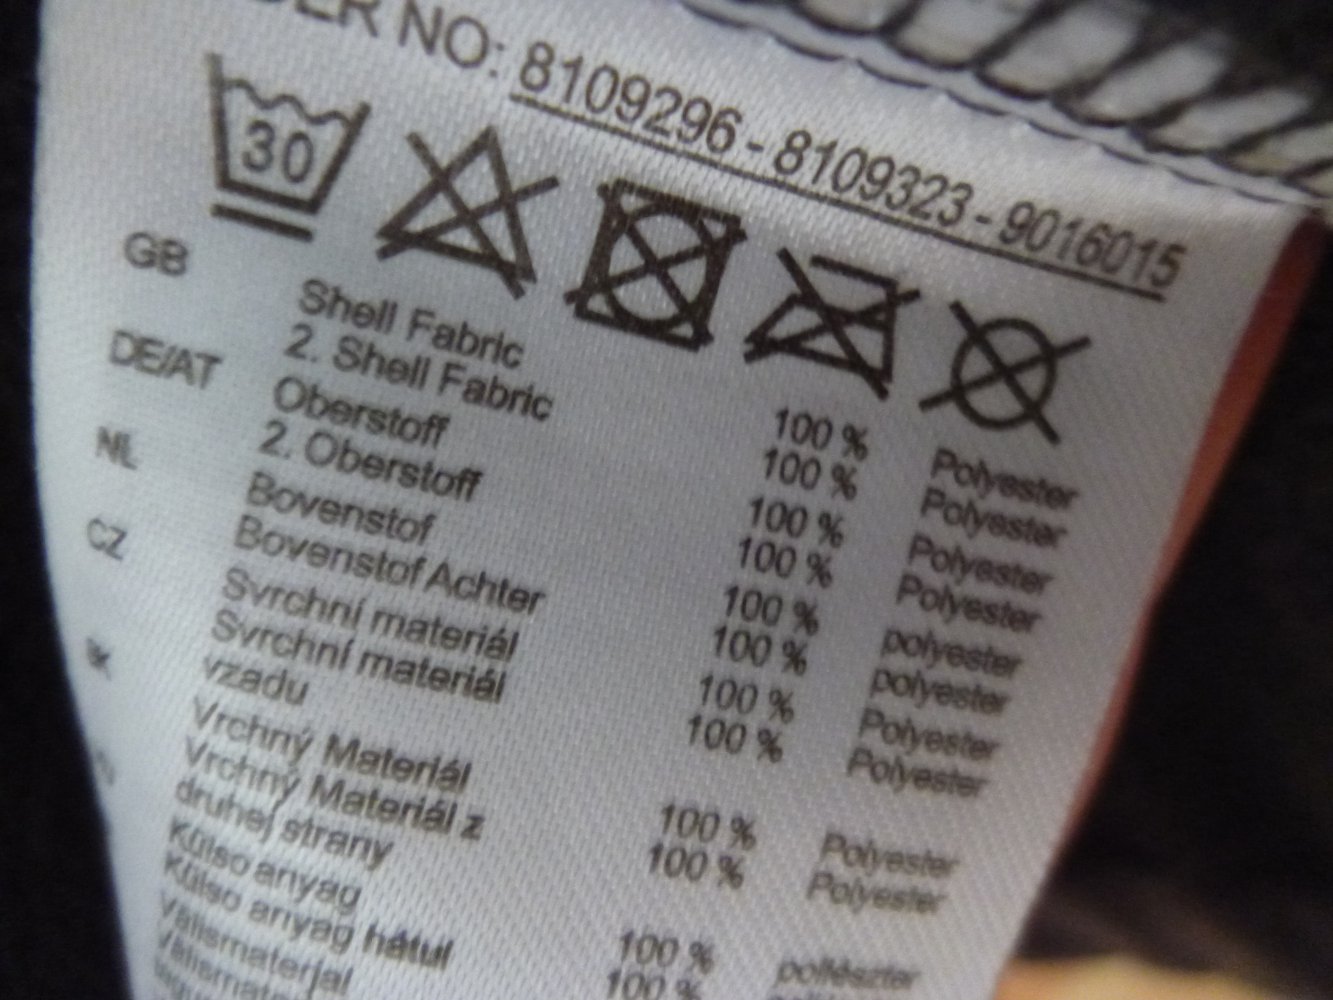 DER NO: 8109296 - 8109323 - 9016015
30
GB Shell Fabric 100 % Polyester
2. Shell Fabric 100 % Polyester
DE/AT Oberstoff 100 % Polyester
2. Oberstoff 100 % Polyester
NL Bovenstof 100 % polyester
Bovenstof Achter 100 % polyester
CZ Svrchní materiál 100 % Polyester
Svrchní materiál 100 % Polyester
vzadu
SK Vrchný Materiál 100 % Polyester
Vrchný Materiál z 100 % Polyester
druhej strany
Külso anyag 100 % poliészter
Külso anyag hátul 100 %